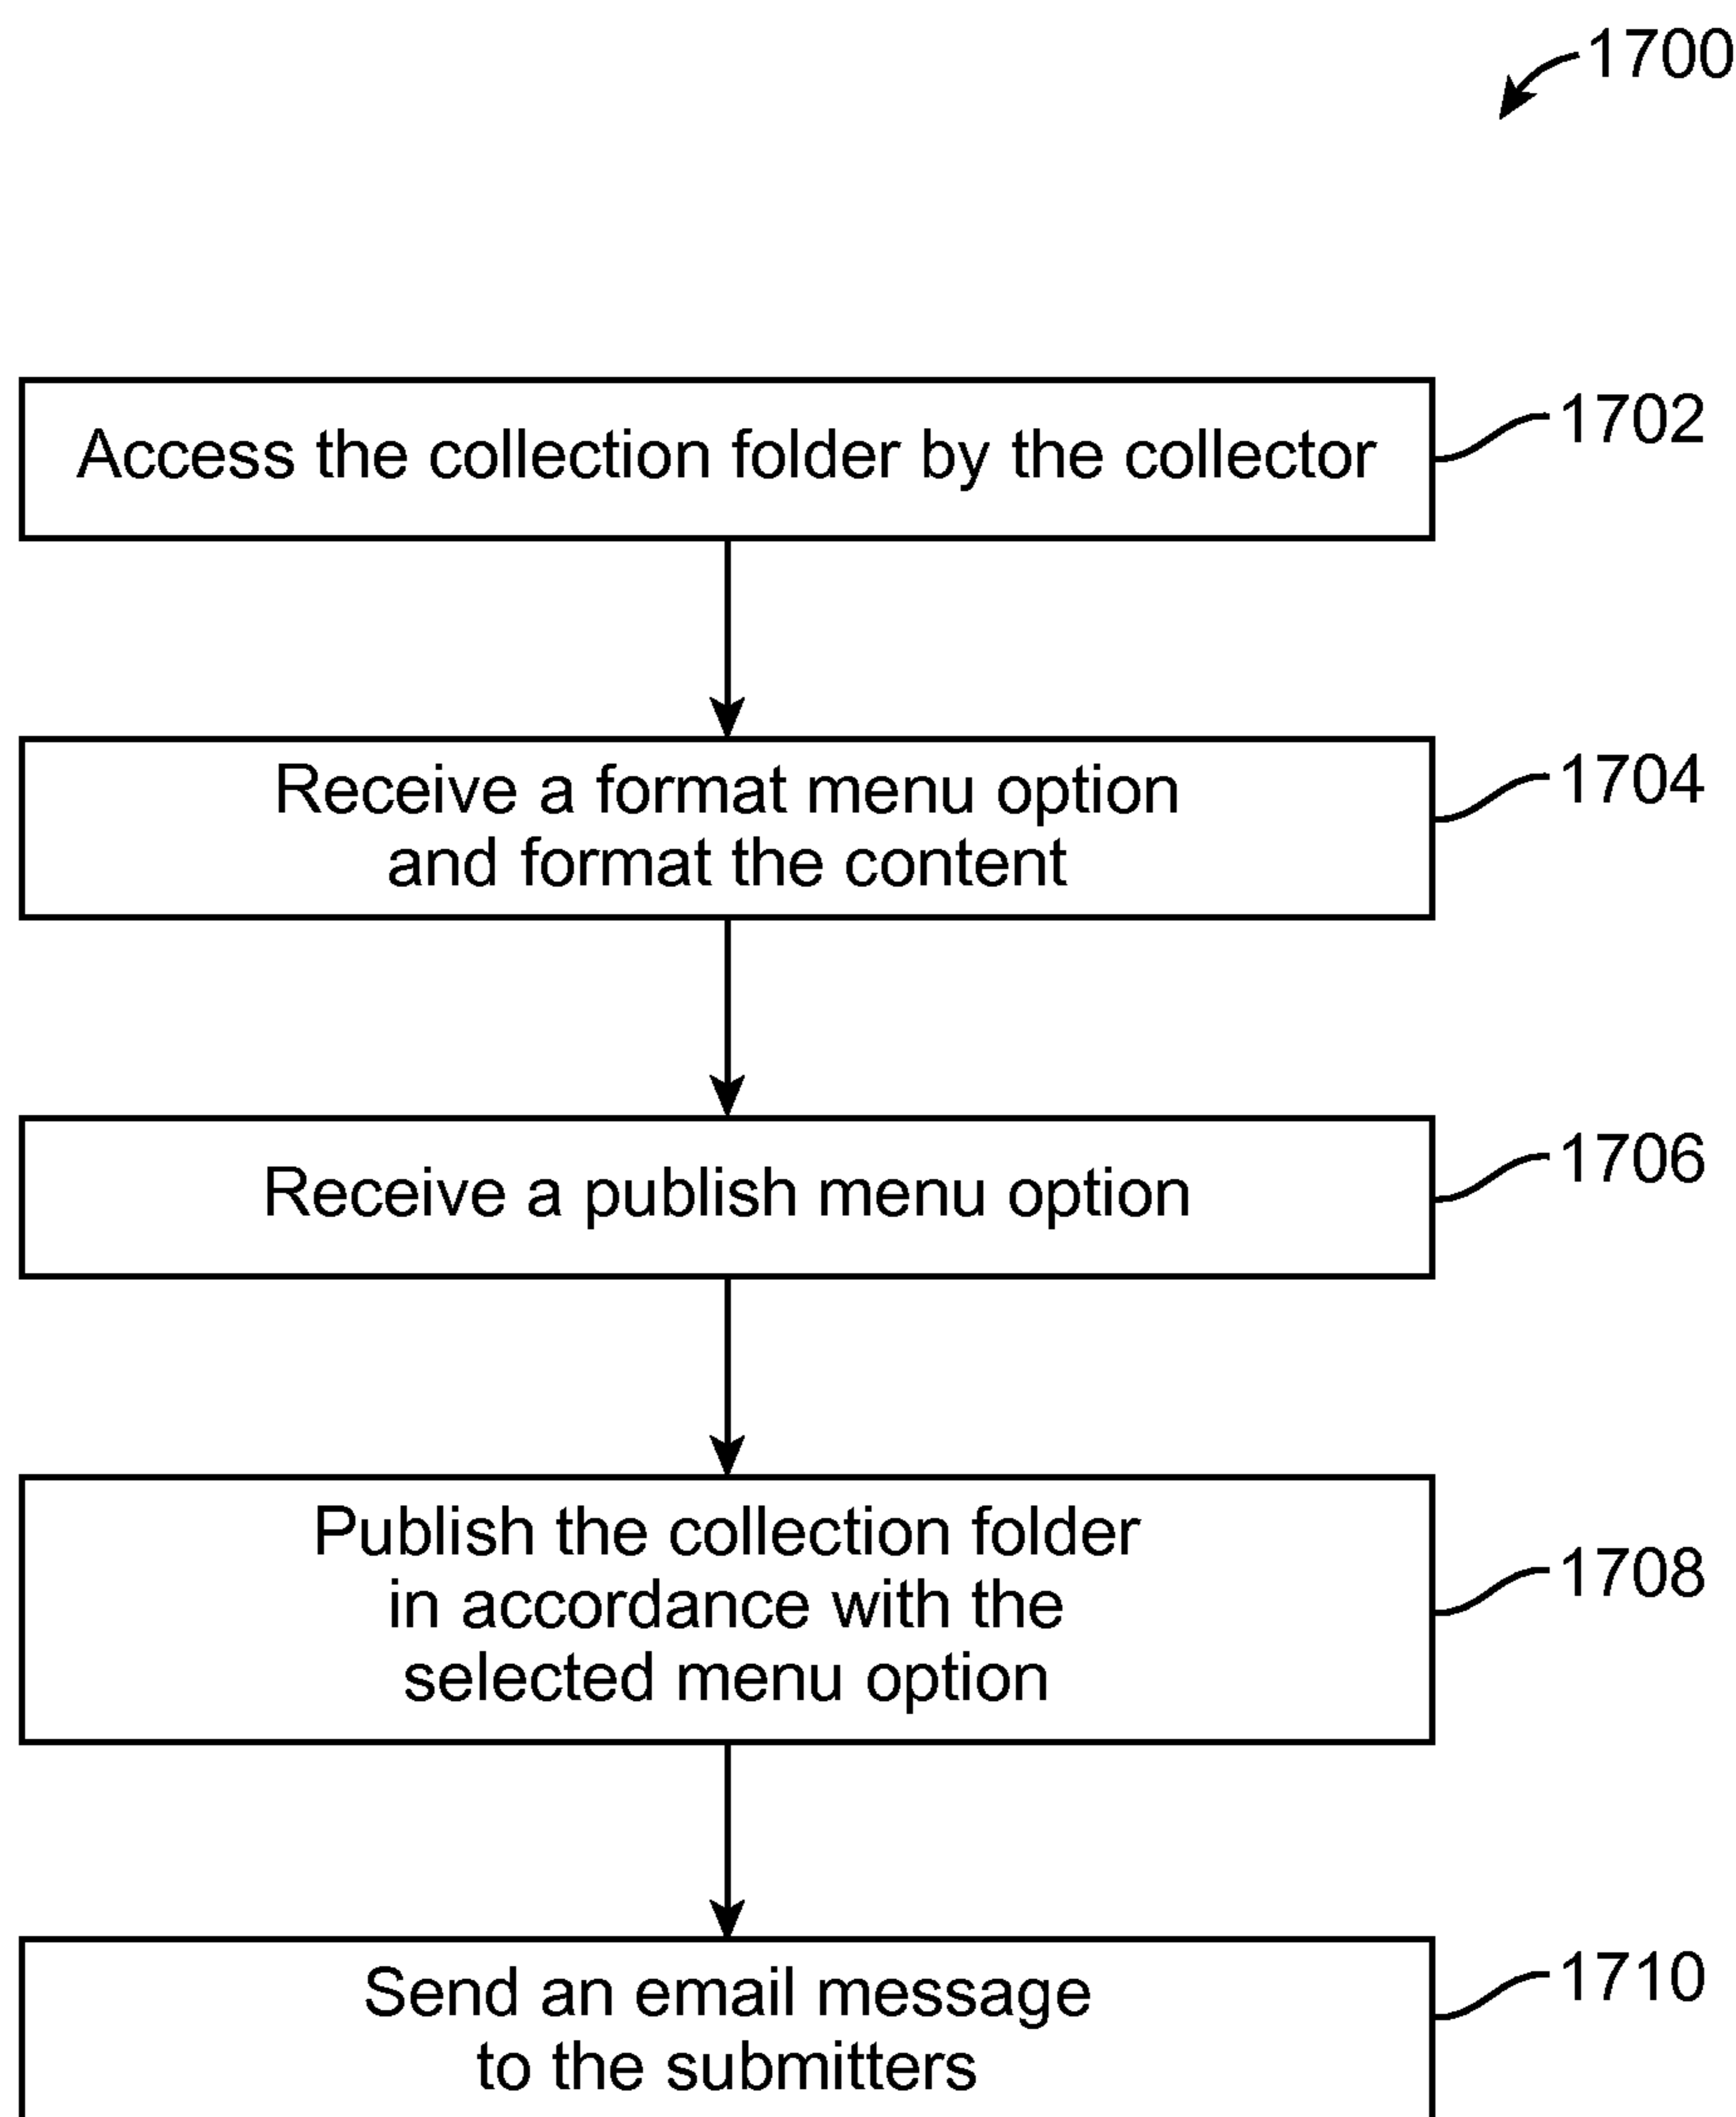 1700
Access the collection folder by the collector
1702
Receive a format menu option
and format the content
1704
Receive a publish menu option
1706
Publish the collection folder
in accordance with the
selected menu option
1708
Send an email message
to the submitters
1710